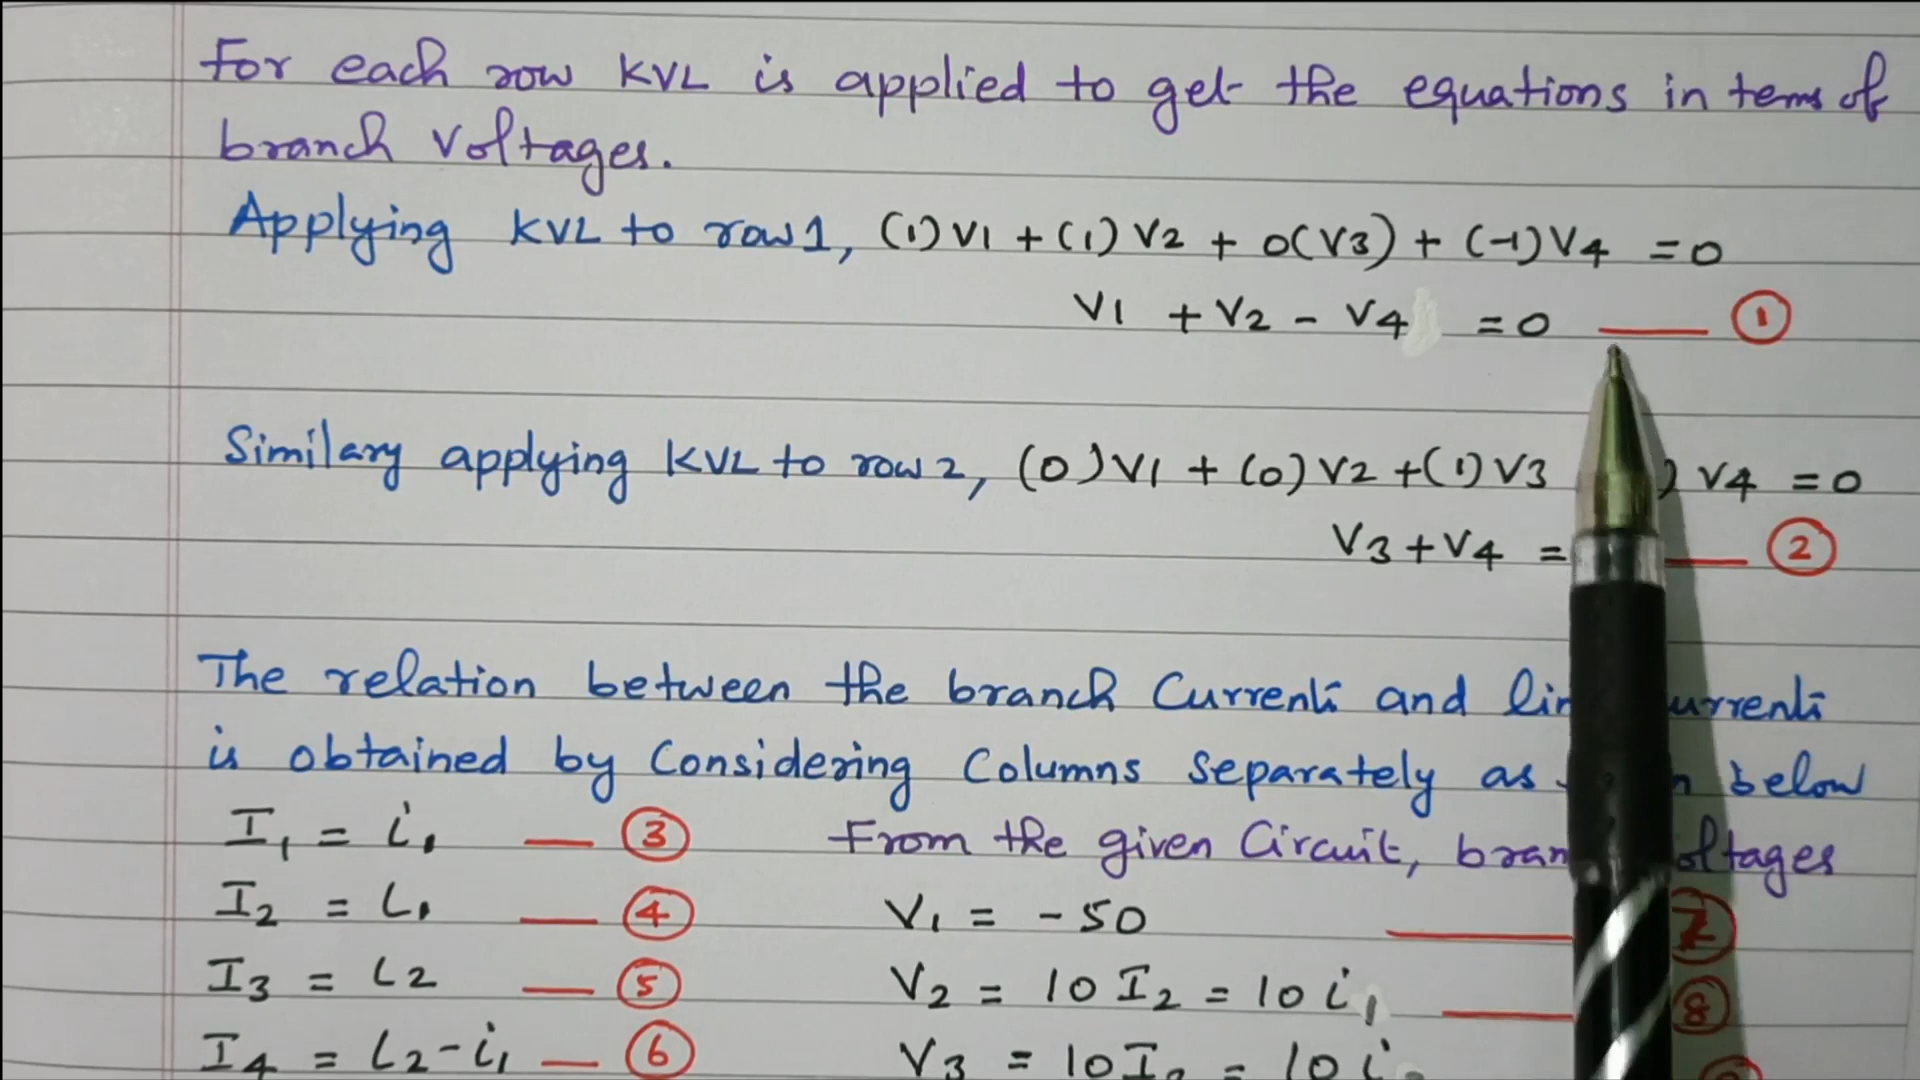 For each row KVL is applied to get the equations in terms of
branch Voltages.
Applying KVL to row 1, (1)V1 + (1)V2 + 0(V3) + (-1)V4 = 0
V1 + V2 - V4 = 0 —— ①
Similary applying KVL to row 2, (0)V1 + (0)V2 +(1)V3 ) V4 = 0
V3 + V4 = —— ②
The relation between the branch Currents and
is obtained by Considering Columns Separately as below
I1 = i1 — ③ From the given Circuit,
I2 = i1 — ④ V1 = -50 —— ⑦
I3 = i2 — ⑤ V2 = 10 I2 = 10 i1 —— ⑧
I4 = i2 - i1 — ⑥ V3 = 10 = 10 i